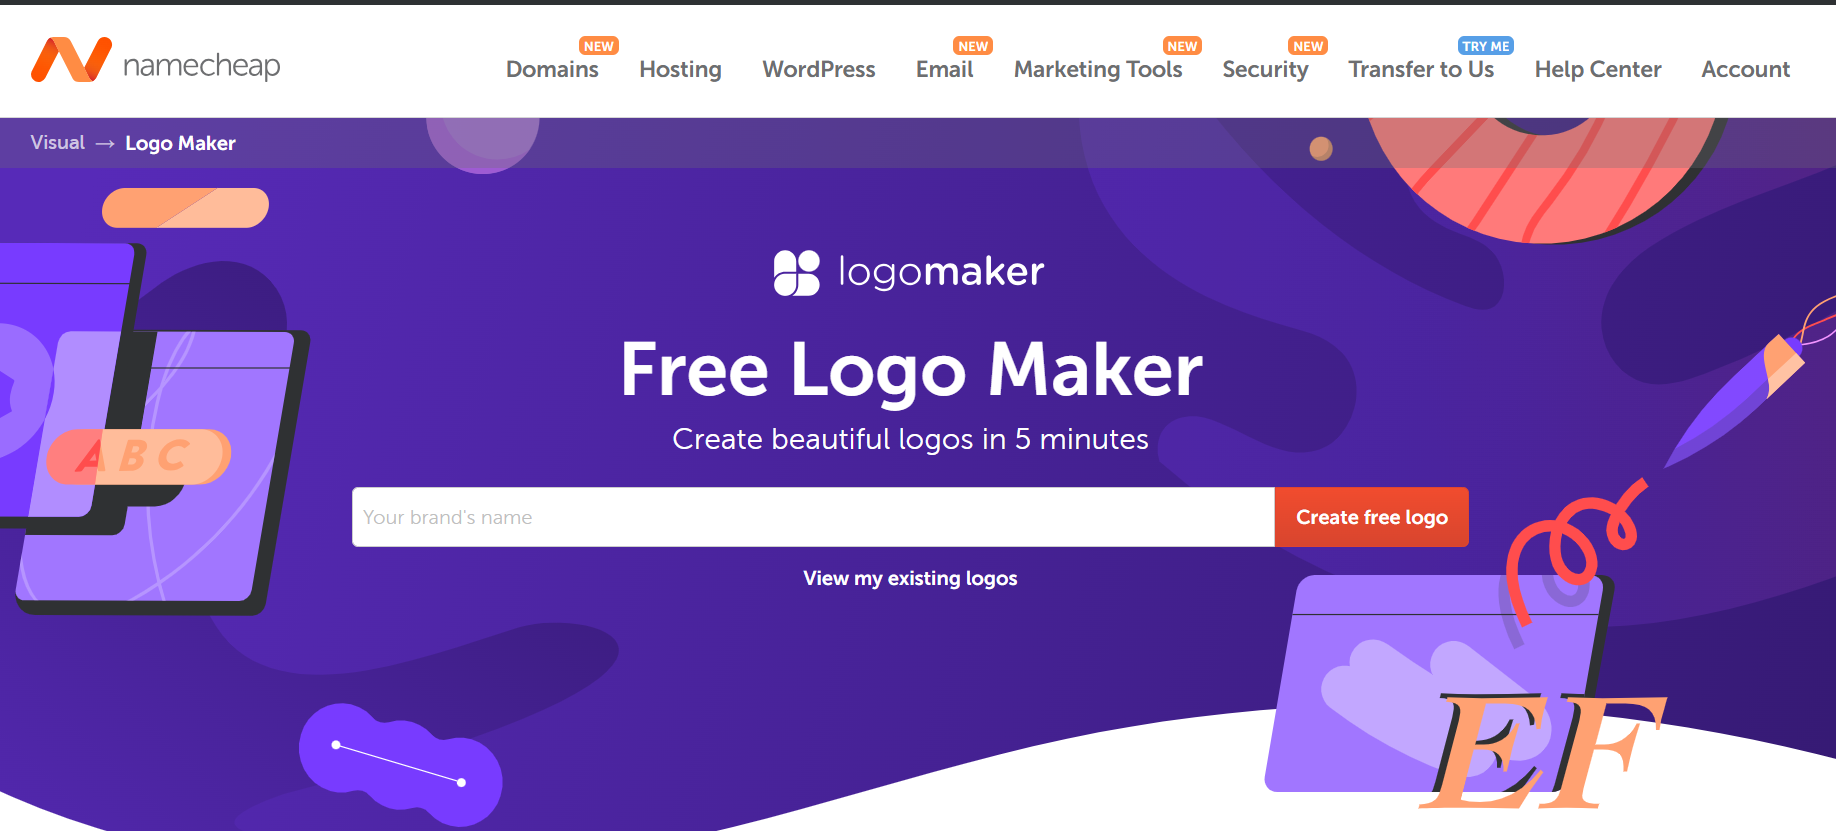 namecheap
NEW NEW NEW NEW TRY ME
Domains Hosting WordPress Email Marketing Tools Security Transfer to Us Help Center Account
Visual → Logo Maker
logomaker
Free Logo Maker
Create beautiful logos in 5 minutes
ABC
Your brand's name Create free logo
View my existing logos
EF